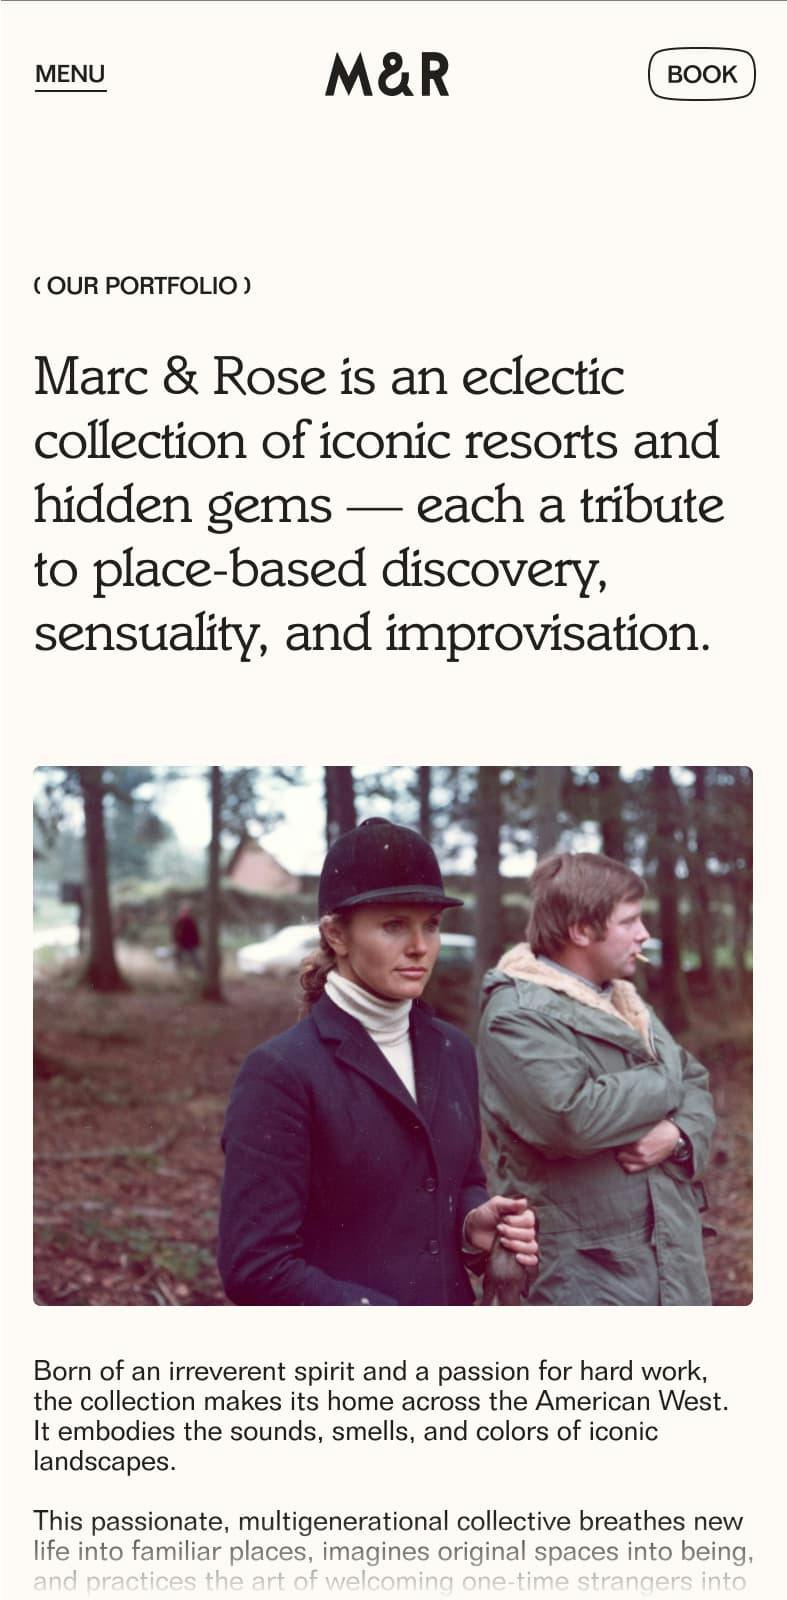 MENU
M&R
BOOK
( OUR PORTFOLIO )
Marc & Rose is an eclectic
collection of iconic resorts and
hidden gems — each a tribute
to place-based discovery,
sensuality, and improvisation.
Born of an irreverent spirit and a passion for hard work,
the collection makes its home across the American West.
It embodies the sounds, smells, and colors of iconic
landscapes.
This passionate, multigenerational collective breathes new
life into familiar places, imagines original spaces into being,
and practices the art of welcoming one-time strangers into